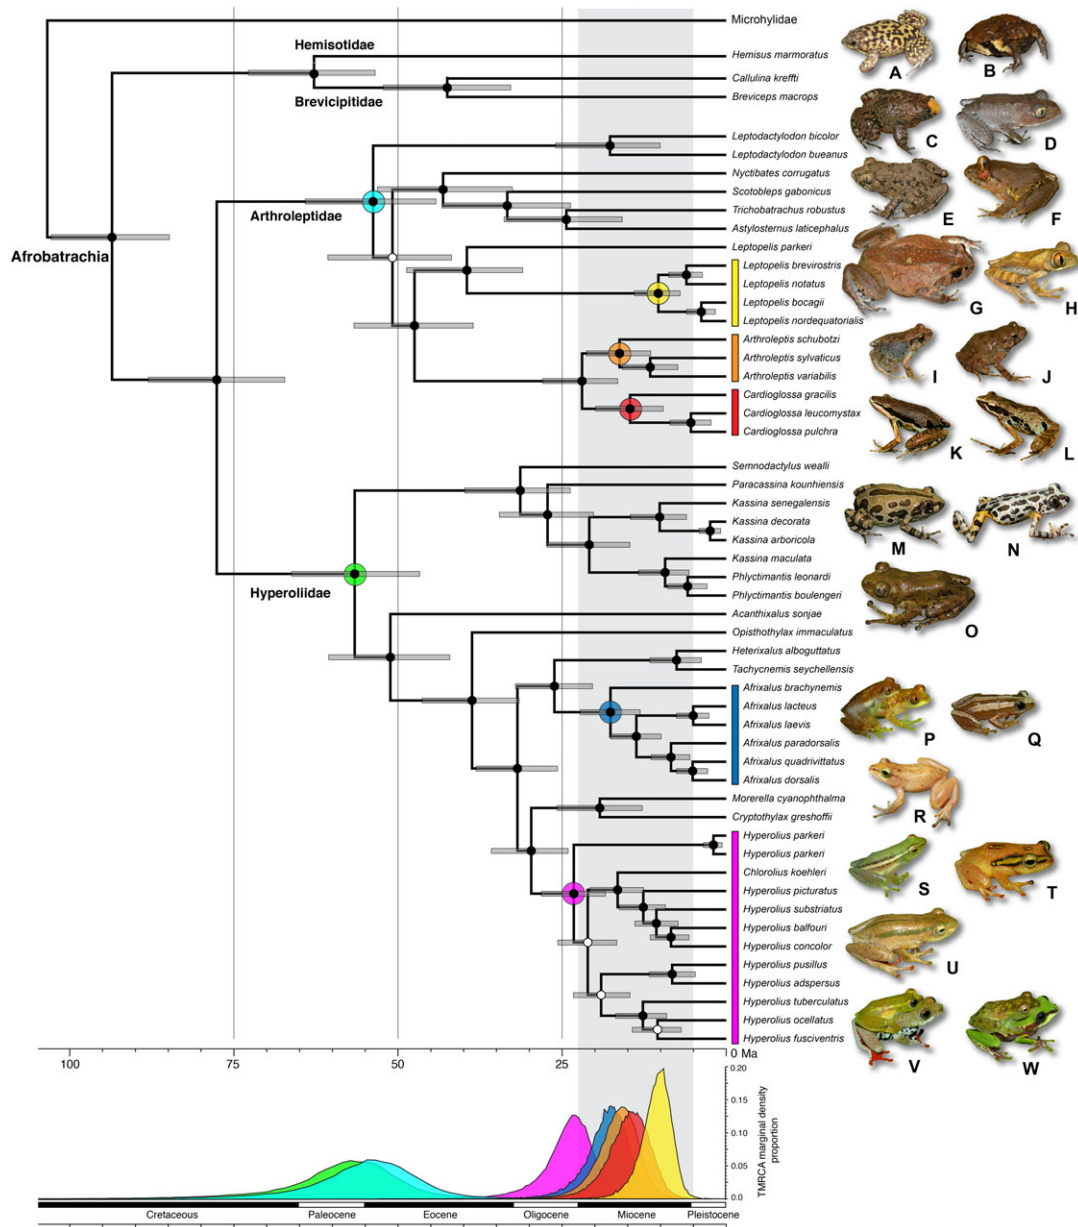 Microhylidae
Hemisotidae
Hemisus marmoratus
Callulina kreffti
Brevicipitidae
Breviceps macrops
Leptodactylodon bicolor
Leptodactylodon bueanus
Nyctibates corrugatus
Scotobleps gabonicus
Arthroleptidae
Trichobatrachus robustus
Astylosternus laticephalus
Afrobatrachia
Leptopelis parkeri
Leptopelis brevirostris
Leptopelis notatus
Leptopelis bocagii
Leptopelis nordequatorialis
Arthroleptis schubotzi
Arthroleptis sylvaticus
Arthroleptis variabilis
Cardioglossa gracilis
Cardioglossa leucomystax
Cardioglossa pulchra
Semnodactylus wealli
Paracassina kounhiensis
Kassina senegalensis
Kassina decorata
Kassina arboricola
Kassina maculata
Phlyctimantis leonardi
Hyperoliidae
Phlyctimantis boulengeri
Acanthixalus sonjae
Opisthothylax immaculatus
Heterixalus alboguttatus
Tachycnemis seychellensis
Afrixalus brachynemis
Afrixalus lacteus
Afrixalus laevis
Afrixalus paradorsalis
Afrixalus quadrivittatus
Afrixalus dorsalis
Morerella cyanophthalma
Cryptothylax greshoffii
Hyperolius parkeri
Hyperolius parkeri
Chlorolius koehleri
Hyperolius picturatus
Hyperolius substriatus
Hyperolius balfouri
Hyperolius concolor
Hyperolius pusillus
Hyperolius adspersus
Hyperolius tuberculatus
Hyperolius ocellatus
Hyperolius fusciventris
A B
C D
E F
G H
I J
K L
M N
O
P Q
R
S T
U
V W
100 75 50 25 0 Ma
0.20
0.15
0.10
0.05
0.0
TMRCA marginal density
proportion
Cretaceous Paleocene Eocene Oligocene Miocene Pleistocene